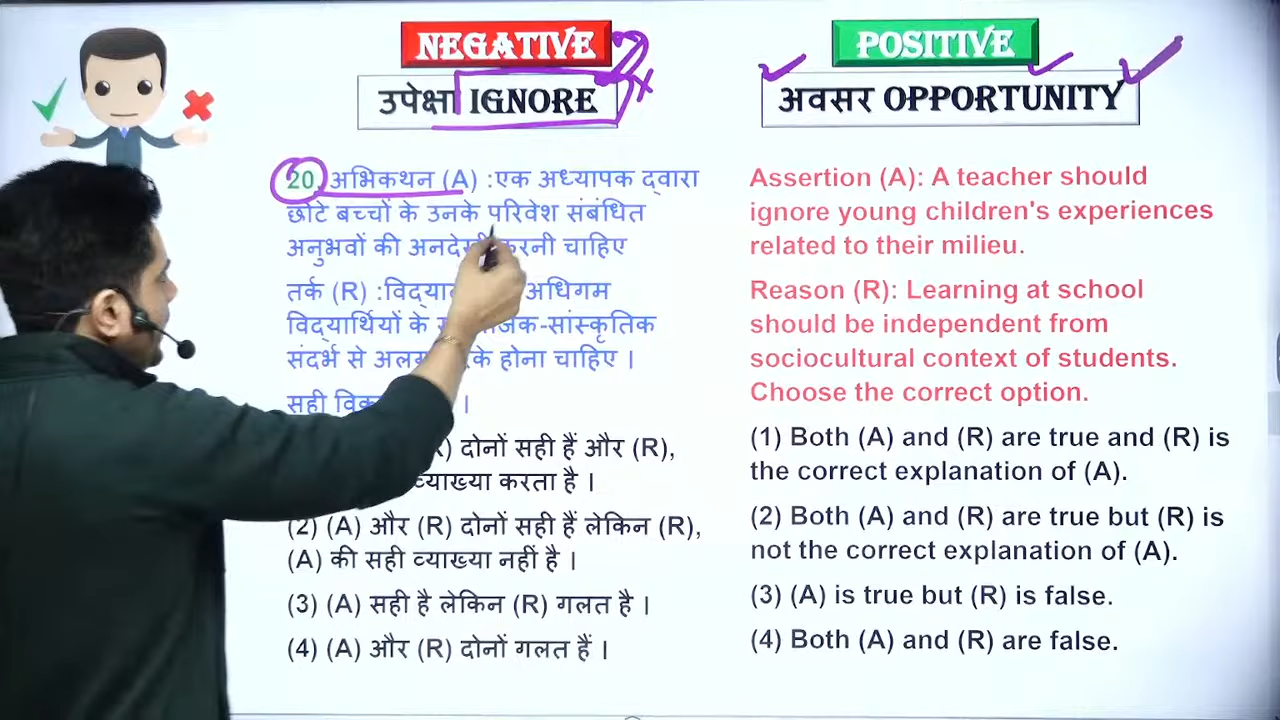 NEGATIVE
उपेक्षा IGNORE
POSITIVE
अवसर OPPORTUNITY
20 अभिकथन (A) :एक अध्यापक द्वारा
छोटे बच्चों के उनके परिवेश संबंधित
अनुभवों की करनी चाहिए
तर्क (R) अधिगम
विद्यार्थियों के
संदर्भ से के होना चाहिए ।
सही ।
दोनों सही हैं और (R),
व्याख्या करता है ।
(2) (A) और (R) दोनों सही हैं लेकिन (R),
(A) की सही व्याख्या नहीं है ।
(3) (A) सही है लेकिन (R) गलत है ।
(4) (A) और (R) दोनों गलत हैं ।
Assertion (A): A teacher should
ignore young children's experiences
related to their milieu.
Reason (R): Learning at school
should be independent from
sociocultural context of students.
Choose the correct option.
(1) Both (A) and (R) are true and (R) is
the correct explanation of (A).
(2) Both (A) and (R) are true but (R) is
not the correct explanation of (A).
(3) (A) is true but (R) is false.
(4) Both (A) and (R) are false.